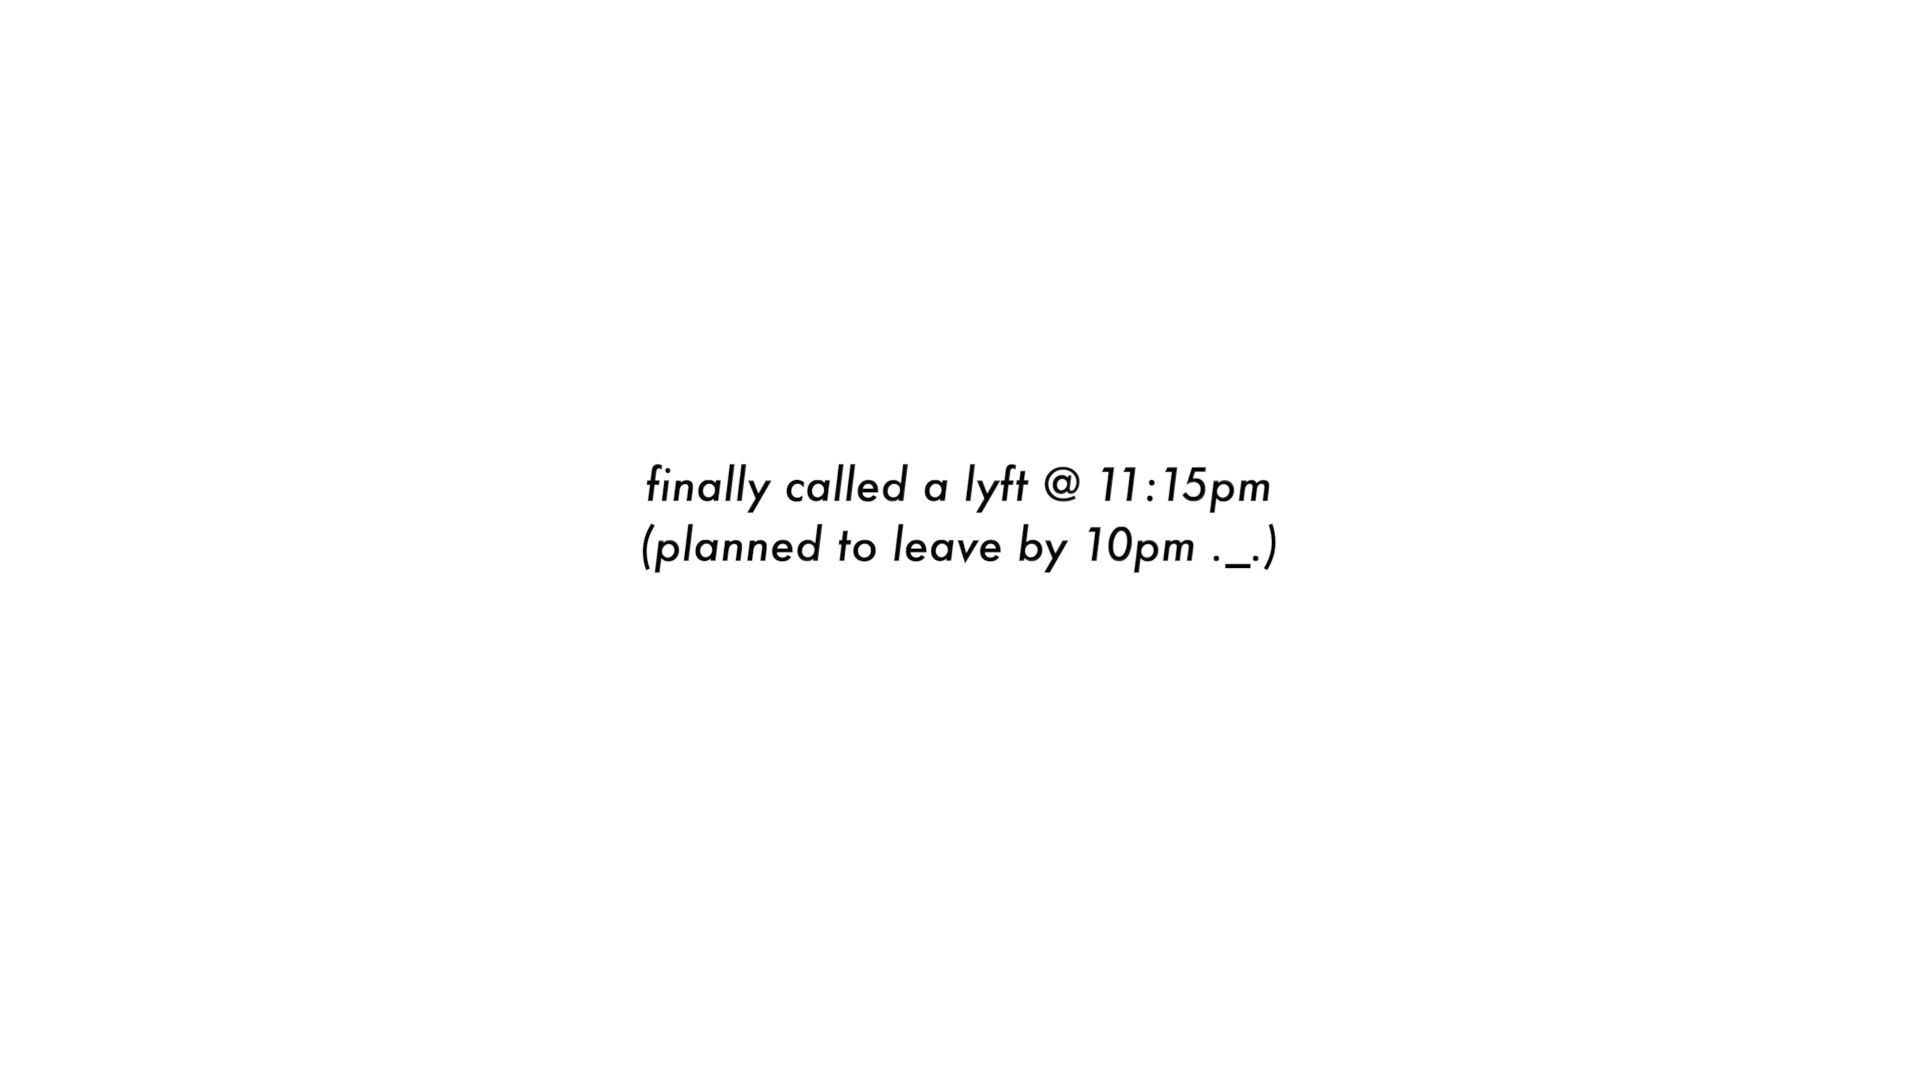 finally called a lyft @ 11:15pm
(planned to leave by 10pm ._.)